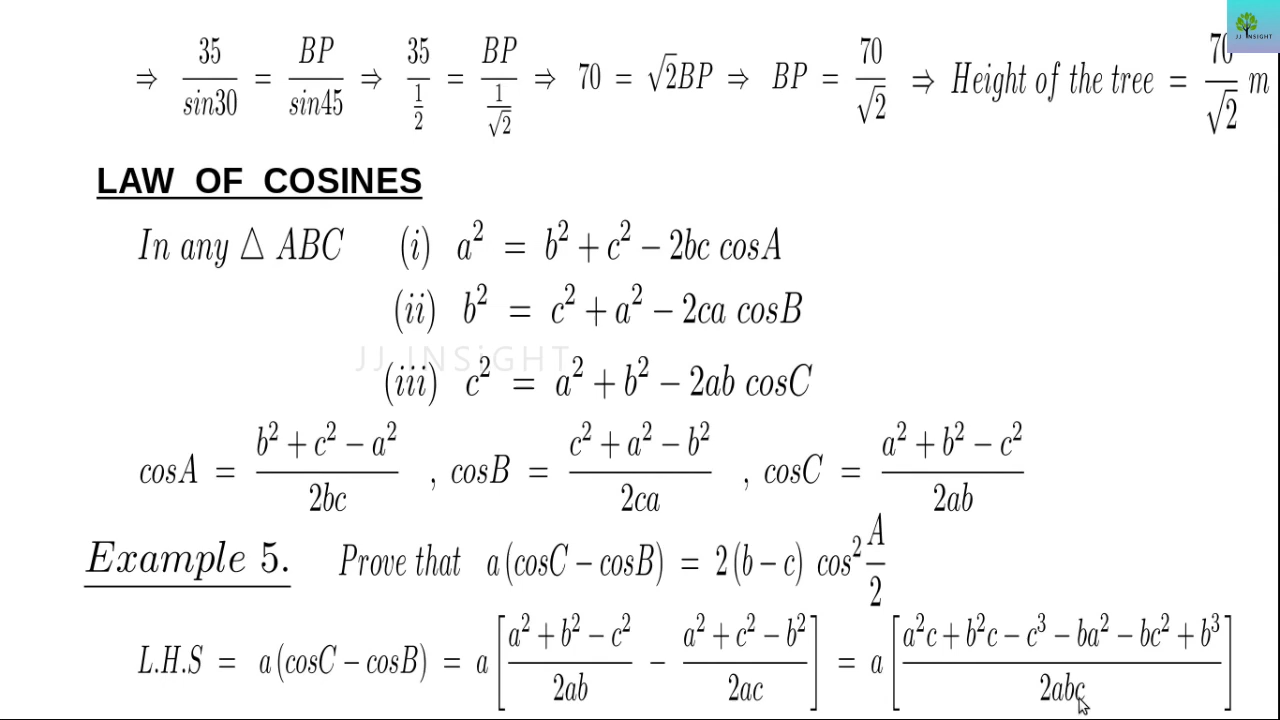 JJ INSIGHT
⇒ 35/sin30 = BP/sin45 ⇒ 35/(1/2) = BP/(1/√2) ⇒ 70 = √2BP ⇒ BP = 70/√2 ⇒ Height of the tree = 70/√2 m
LAW OF COSINES
In any △ ABC (i) a² = b² + c² − 2bc cosA
(ii) b² = c² + a² − 2ca cosB
JJ INSiGHT
(iii) c² = a² + b² − 2ab cosC
cosA = (b² + c² − a²)/2bc , cosB = (c² + a² − b²)/2ca , cosC = (a² + b² − c²)/2ab
Example 5. Prove that a(cosC − cosB) = 2(b − c) cos² A/2
L.H.S = a(cosC − cosB) = a[(a² + b² − c²)/2ab − (a² + c² − b²)/2ac] = a[(a²c + b²c − c³ − ba² − bc² + b³)/2abc]